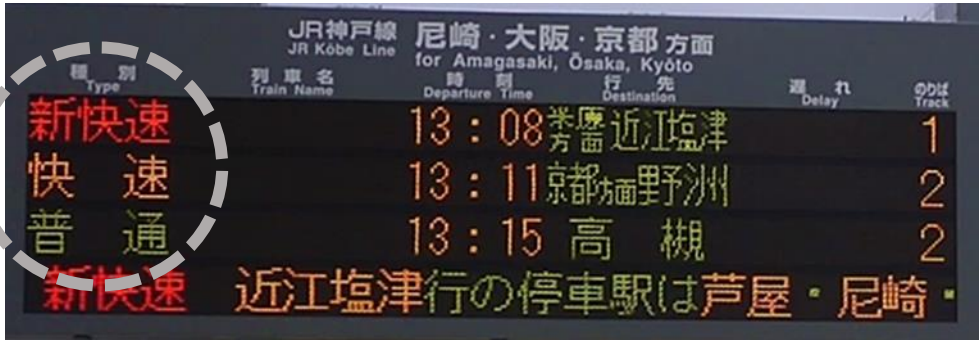 JR神戸線 尼崎・大阪・京都方面
JR Kōbe Line for Amagasaki, Ōsaka, Kyōto
種別 列車名 時刻 行先 遅れ のりば
Type Train Name Departure Time Destination Delay Track
新快速 13:08 米原方面 近江塩津 1
快速 13:11 京都方面 野洲 2
普通 13:15 高槻 2
新快速 近江塩津行の停車駅は芦屋・尼崎・